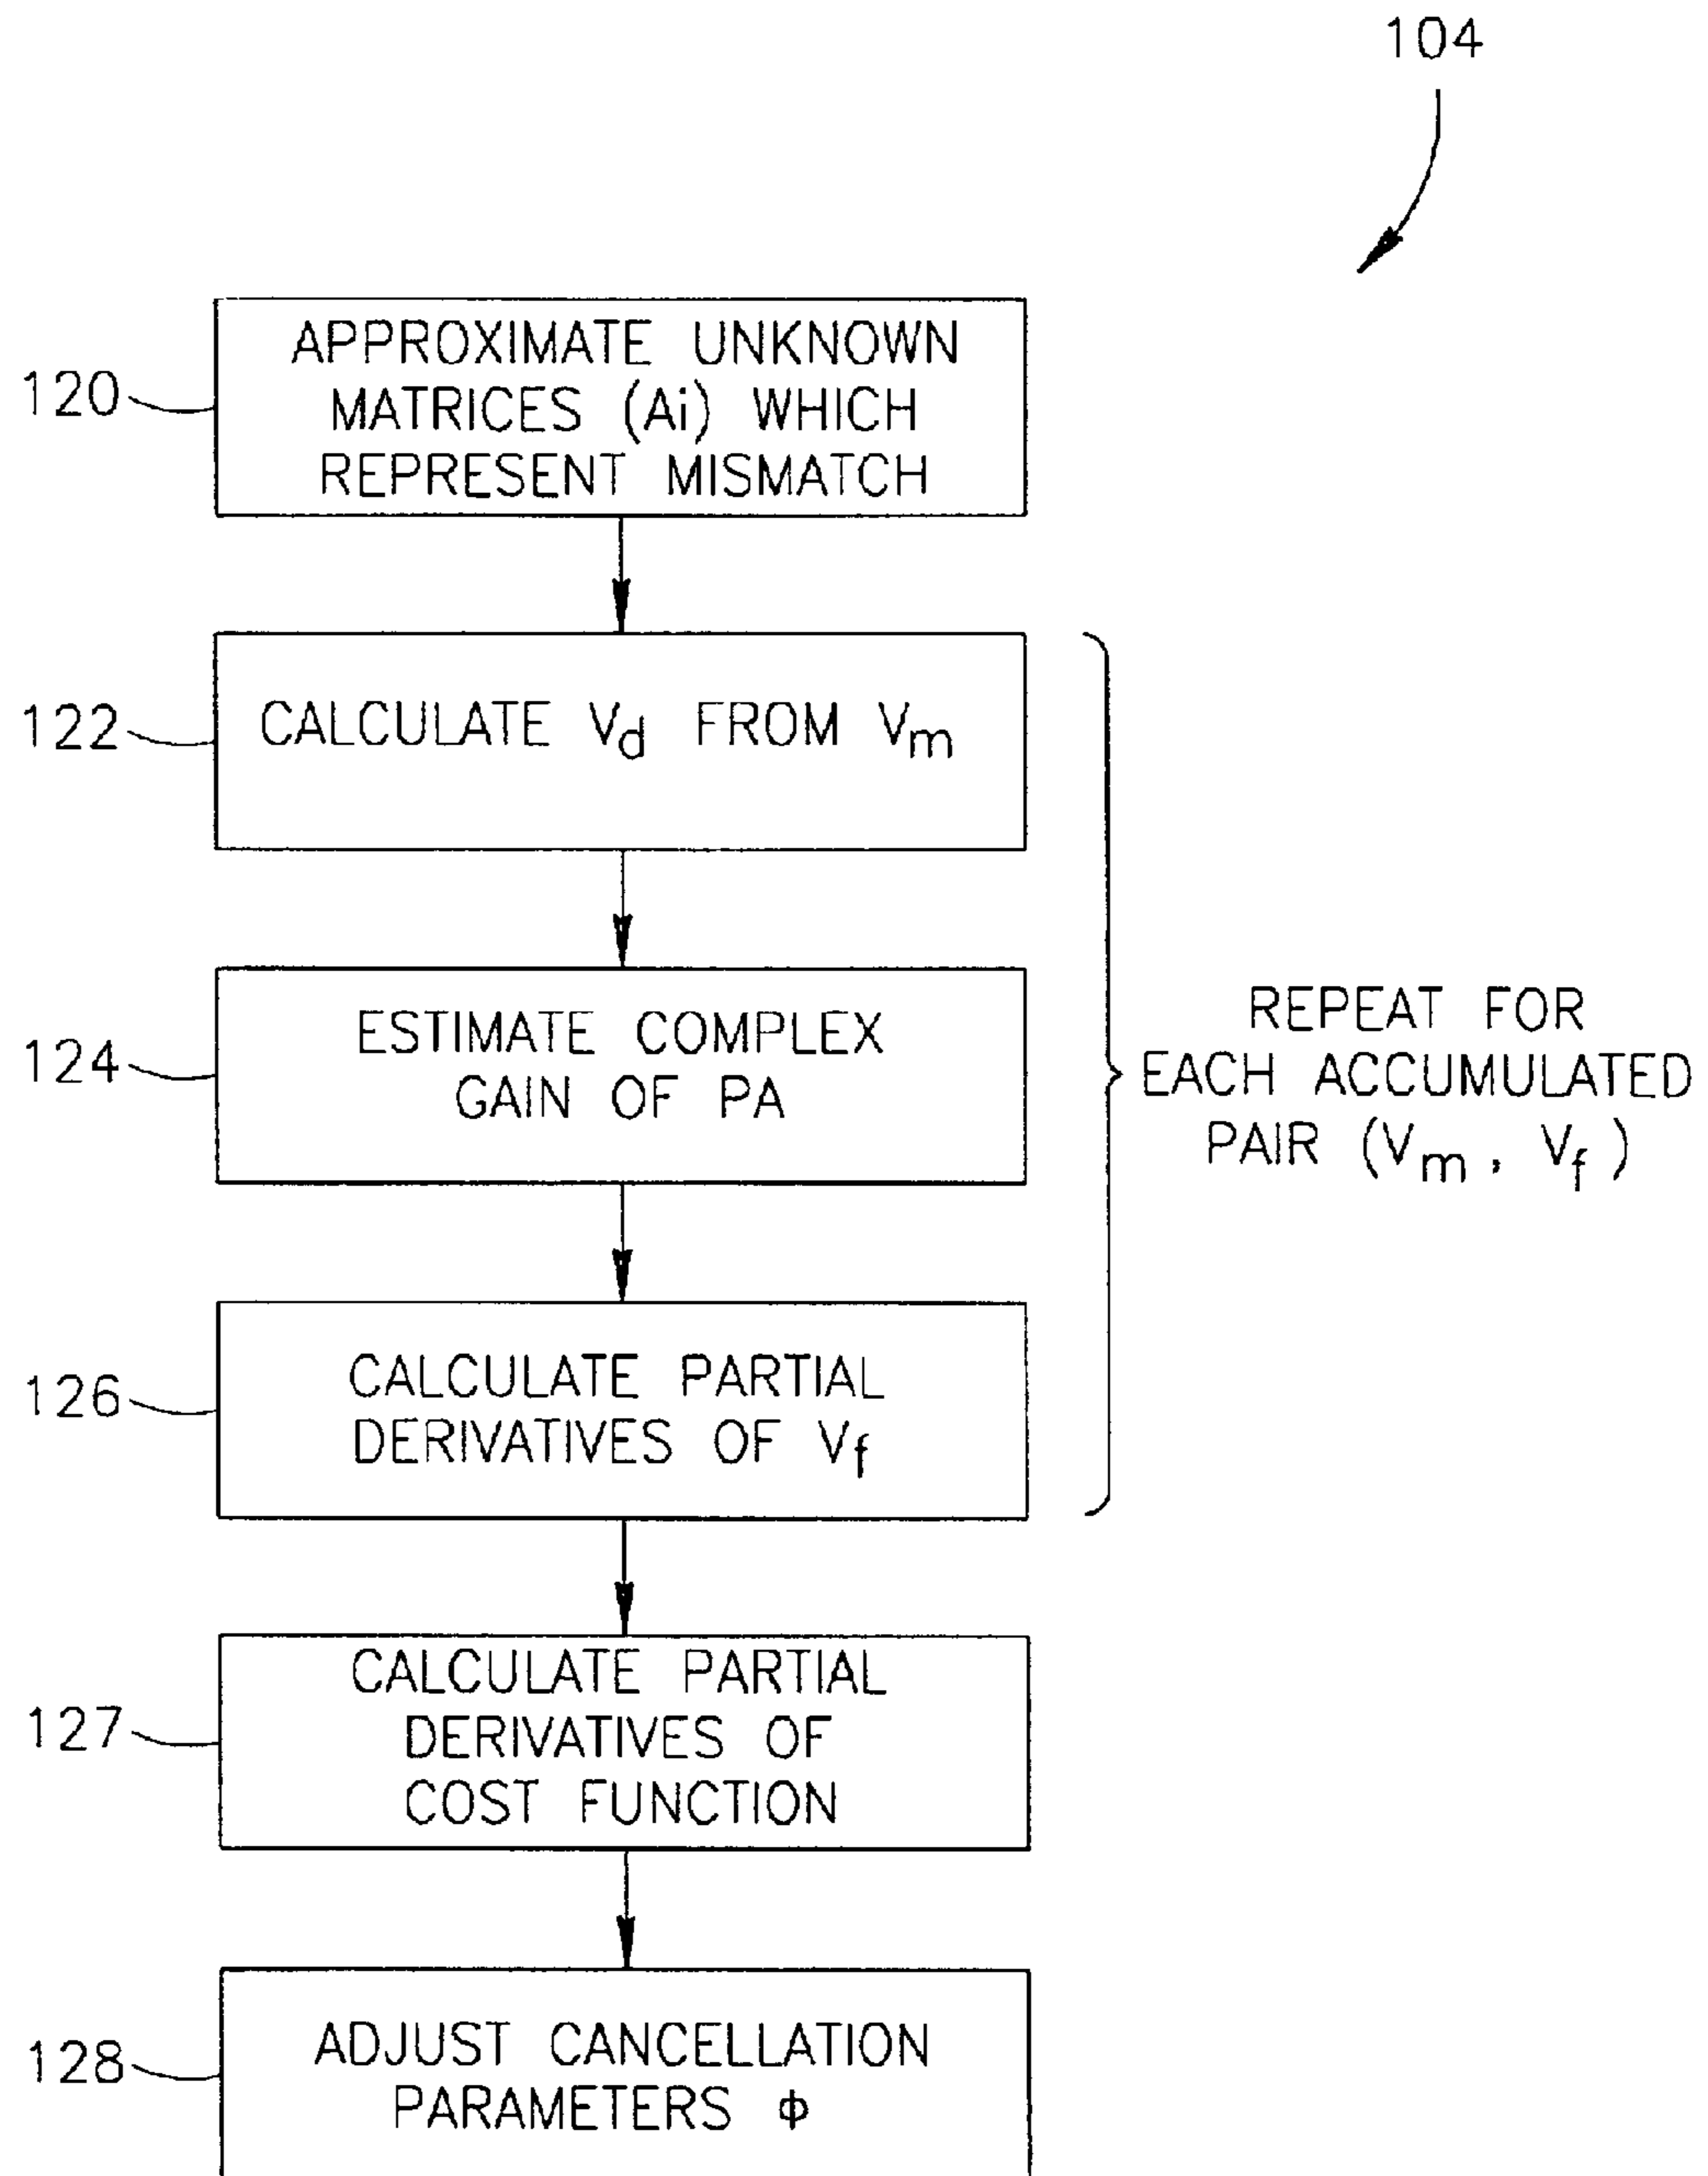 104
120
APPROXIMATE UNKNOWN
MATRICES (Ai) WHICH
REPRESENT MISMATCH
122
CALCULATE Vd FROM Vm
124
ESTIMATE COMPLEX
GAIN OF PA
REPEAT FOR
EACH ACCUMULATED
PAIR (Vm, Vf)
126
CALCULATE PARTIAL
DERIVATIVES OF Vf
127
CALCULATE PARTIAL
DERIVATIVES OF
COST FUNCTION
128
ADJUST CANCELLATION
PARAMETERS ϕ